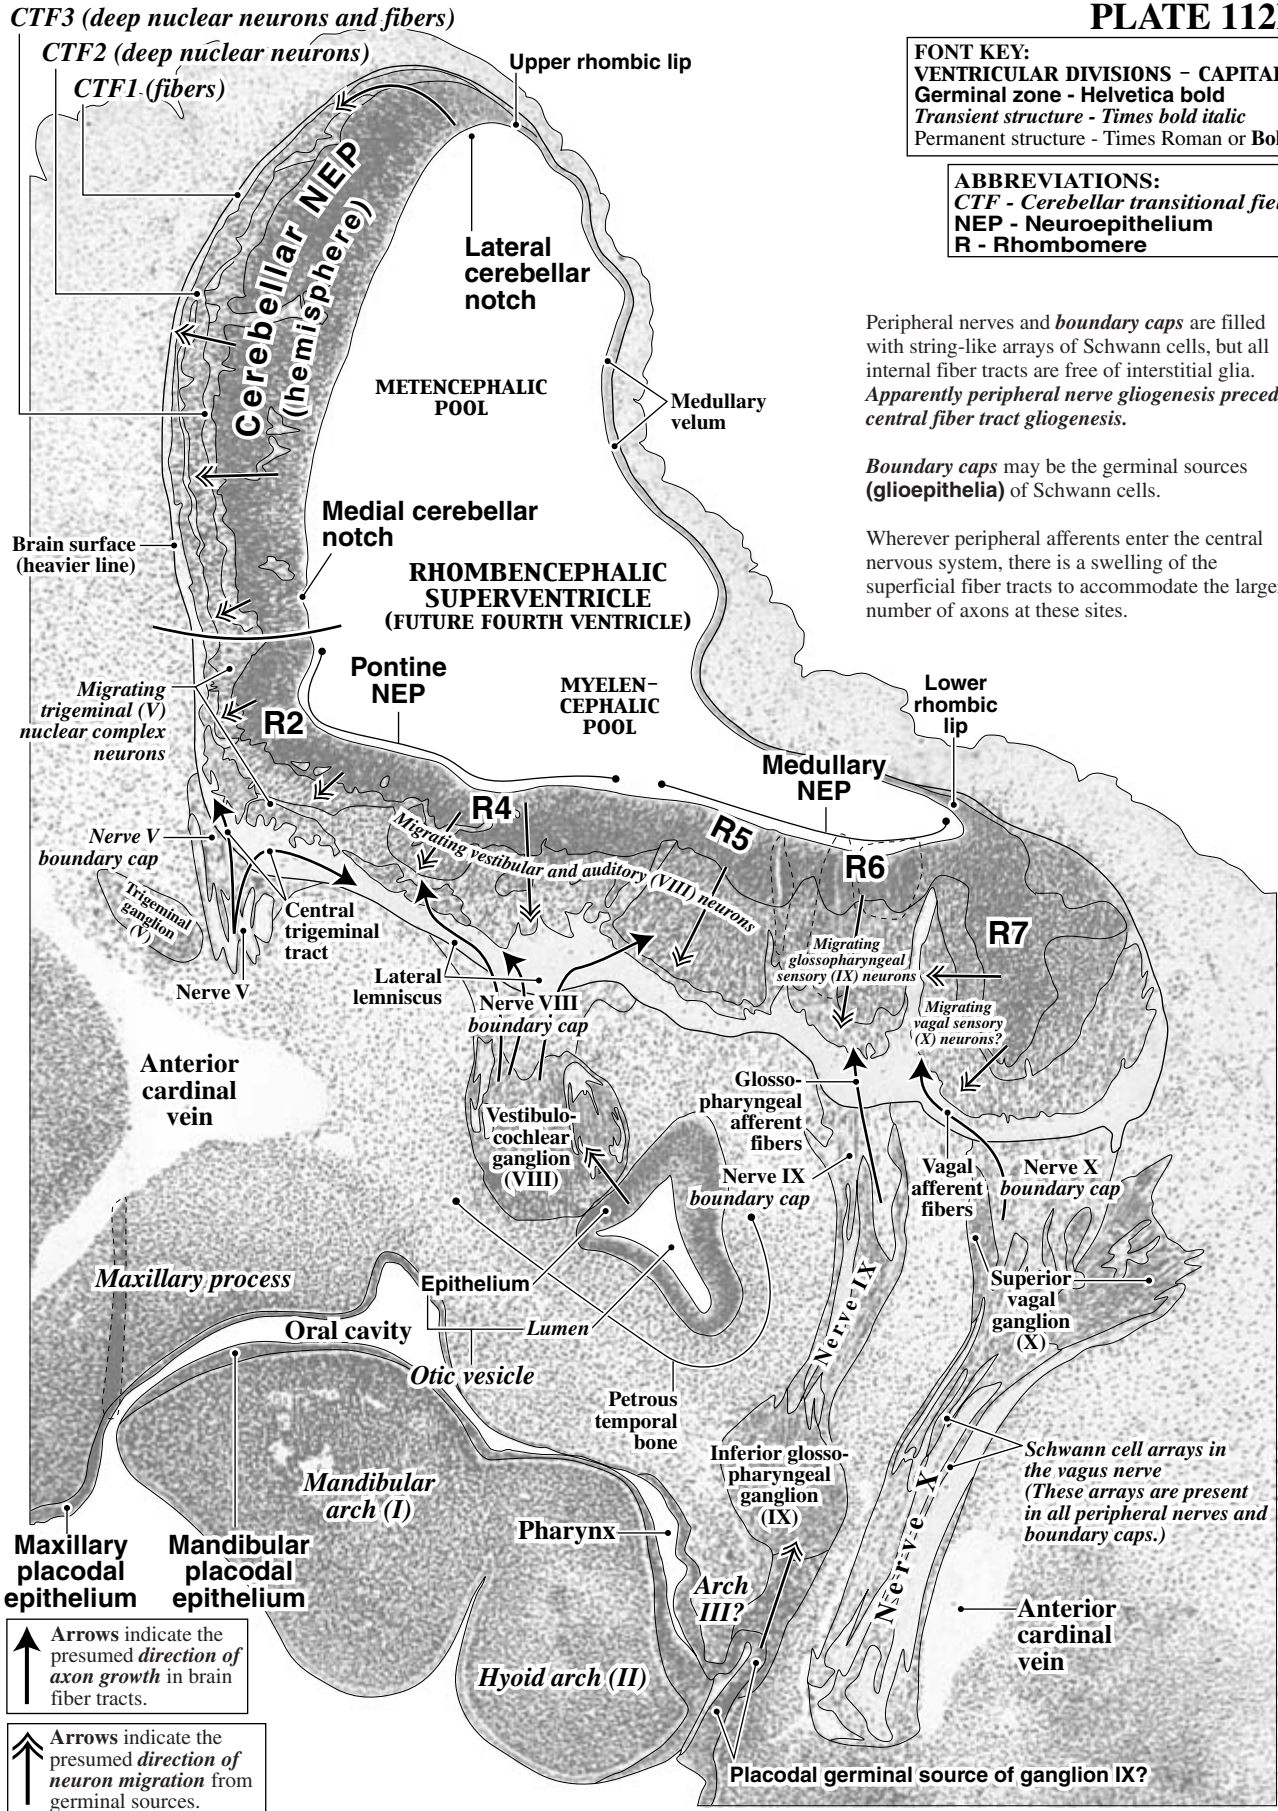 CTF3 (deep nuclear neurons and fibers)
CTF2 (deep nuclear neurons)
CTF1 (fibers)
Upper rhombic lip
PLATE 112
FONT KEY:
VENTRICULAR DIVISIONS – CAPITA
Germinal zone - Helvetica bold
Transient structure - Times bold italic
Permanent structure - Times Roman or Bol
ABBREVIATIONS:
CTF - Cerebellar transitional fiel
NEP - Neuroepithelium
R - Rhombomere
Cerebellar NEP
(hemisphere)
Lateral
cerebellar
notch
METENCEPHALIC
POOL
Medullary
velum
Peripheral nerves and boundary caps are filled
with string-like arrays of Schwann cells, but all
internal fiber tracts are free of interstitial glia.
Apparently peripheral nerve gliogenesis preced
central fiber tract gliogenesis.
Boundary caps may be the germinal sources
(glioepithelia) of Schwann cells.
Wherever peripheral afferents enter the central
nervous system, there is a swelling of the
superficial fiber tracts to accommodate the large
number of axons at these sites.
Brain surface
(heavier line)
Medial cerebellar
notch
RHOMBENCEPHALIC
SUPERVENTRICLE
(FUTURE FOURTH VENTRICLE)
Pontine
NEP
MYELEN-
CEPHALIC
POOL
Lower
rhombic
lip
Migrating
trigeminal (V)
nuclear complex
neurons
R2
Medullary
NEP
R4
R5
R6
R7
Migrating vestibular and auditory (VIII) neurons
Nerve V
boundary cap
Trigeminal
ganglion
(V)
Central
trigeminal
tract
Nerve V
Lateral
lemniscus
Nerve VIII
boundary cap
Migrating
glossopharyngeal
sensory (IX) neurons
Migrating
vagal sensory
(X) neurons?
Anterior
cardinal
vein
Vestibulo-
cochlear
ganglion
(VIII)
Glosso-
pharyngeal
afferent
fibers
Nerve IX
boundary cap
Vagal
afferent
fibers
Nerve X
boundary cap
Maxillary process
Epithelium
Lumen
Otic vesicle
Oral cavity
Nerve IX
Superior
vagal
ganglion
(X)
Petrous
temporal
bone
Inferior glosso-
pharyngeal
ganglion
(IX)
Schwann cell arrays in
the vagus nerve
(These arrays are present
in all peripheral nerves and
boundary caps.)
Mandibular
arch (I)
Pharynx
Nerve X
Maxillary
placodal
epithelium
Mandibular
placodal
epithelium
Arch
III?
Anterior
cardinal
vein
Hyoid arch (II)
Arrows indicate the
presumed direction of
axon growth in brain
fiber tracts.
Arrows indicate the
presumed direction of
neuron migration from
germinal sources.
Placodal germinal source of ganglion IX?